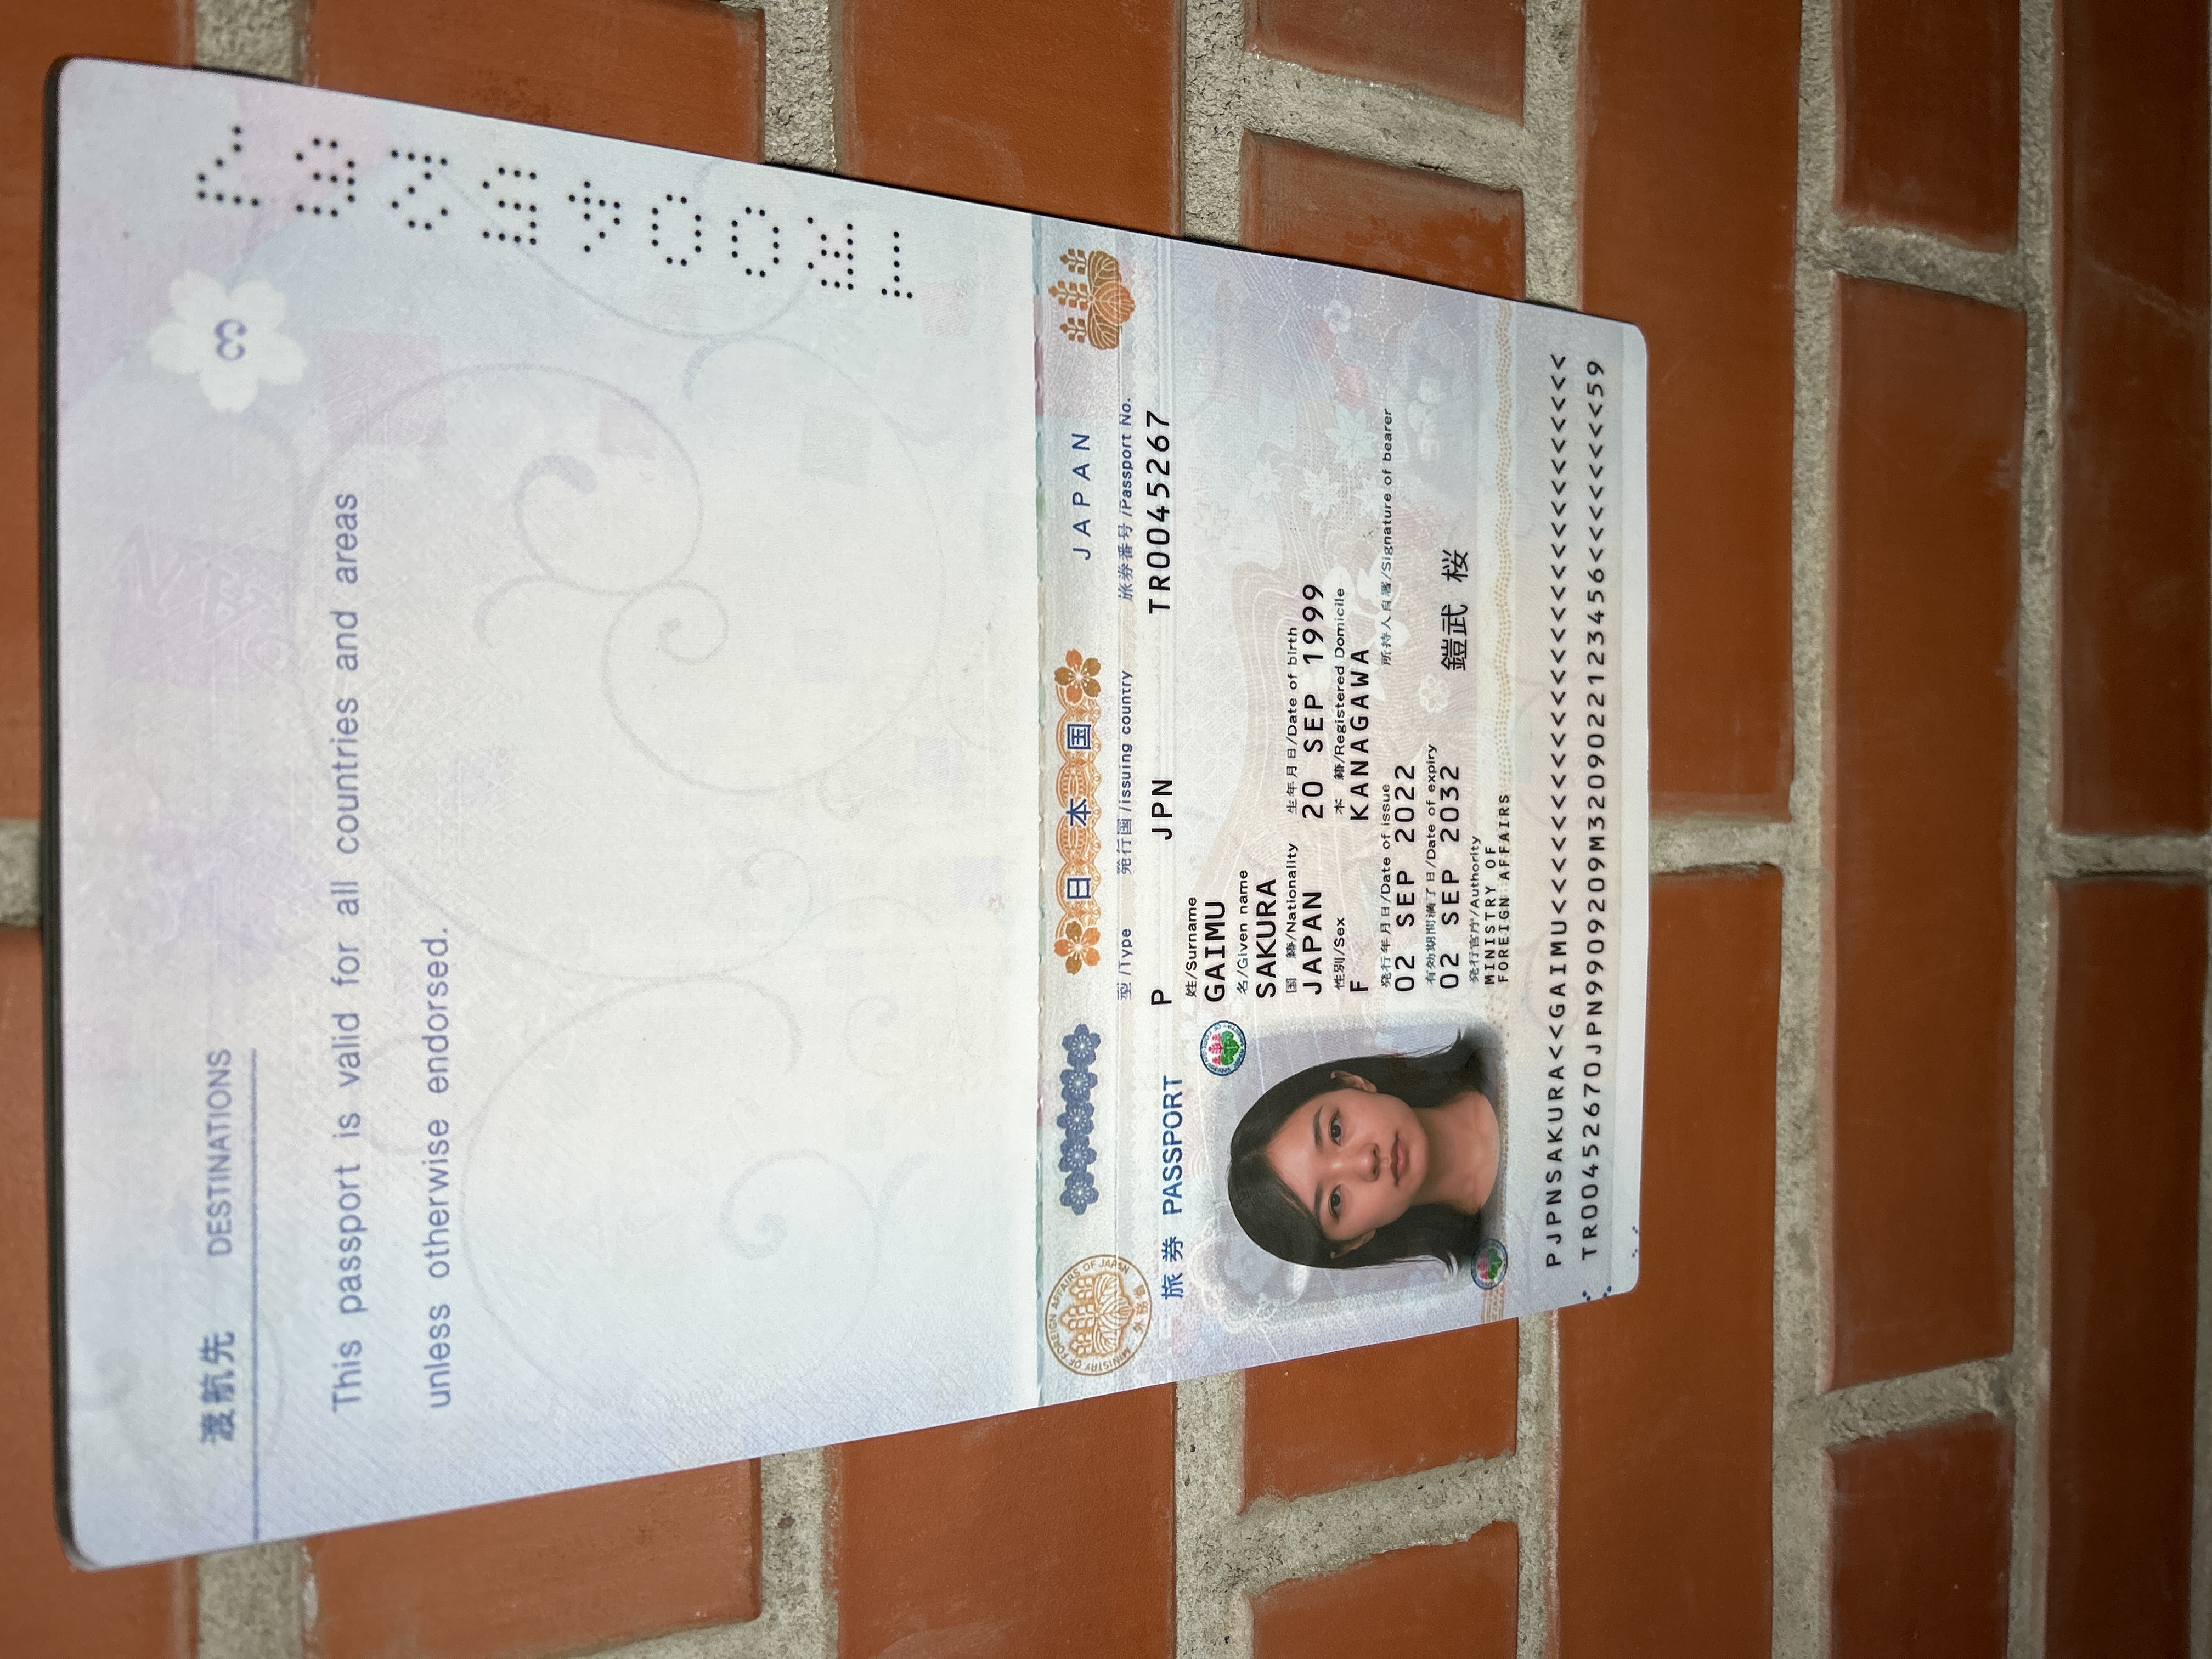 渡航先 DESTINATIONS
3
This passport is valid for all countries and areas
unless otherwise endorsed.
TR0045267
MINISTRY OF FOREIGN AFFAIRS OF JAPAN
外務省
日本国
JAPAN
型/Type 発行国/issuing country 旅券番号/Passport No.
旅券 PASSPORT
P JPN TR0045267
姓/Surname
GAIMU
名/Given name
SAKURA
国 籍/Nationality 生年月日/Date of birth
JAPAN 20 SEP 1999
性別/Sex 本 籍/Registered Domicile
F KANAGAWA
発行年月日/Date of issue 所持人自署/Signature of bearer
02 SEP 2022
有効期間満了日/Date of expiry
02 SEP 2032 鎧武 桜
発行官庁/Authority
MINISTRY OF
FOREIGN AFFAIRS
PJPNSAKURA<<GAIMU<<<<<<<<<<<<<<<<<<<<<<<<<<<
TR00452670JPN9909209M3209022123456<<<<<<<<59